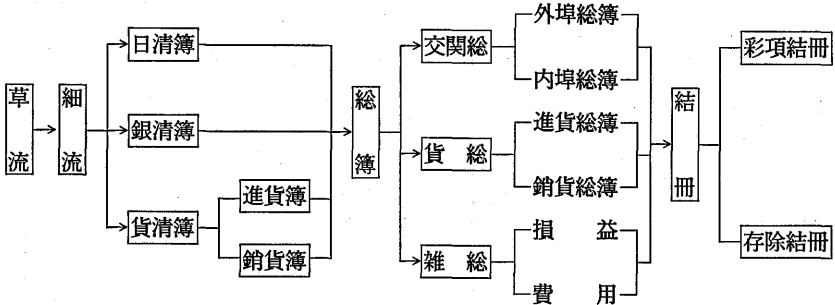 草流
細流
日清簿
銀清簿
貨清簿
進貨簿
銷貨簿
総簿
交関総
貨総
雑総
外埠総簿
内埠総簿
進貨総簿
銷貨総簿
損益
費用
結冊
彩項結冊
存除結冊